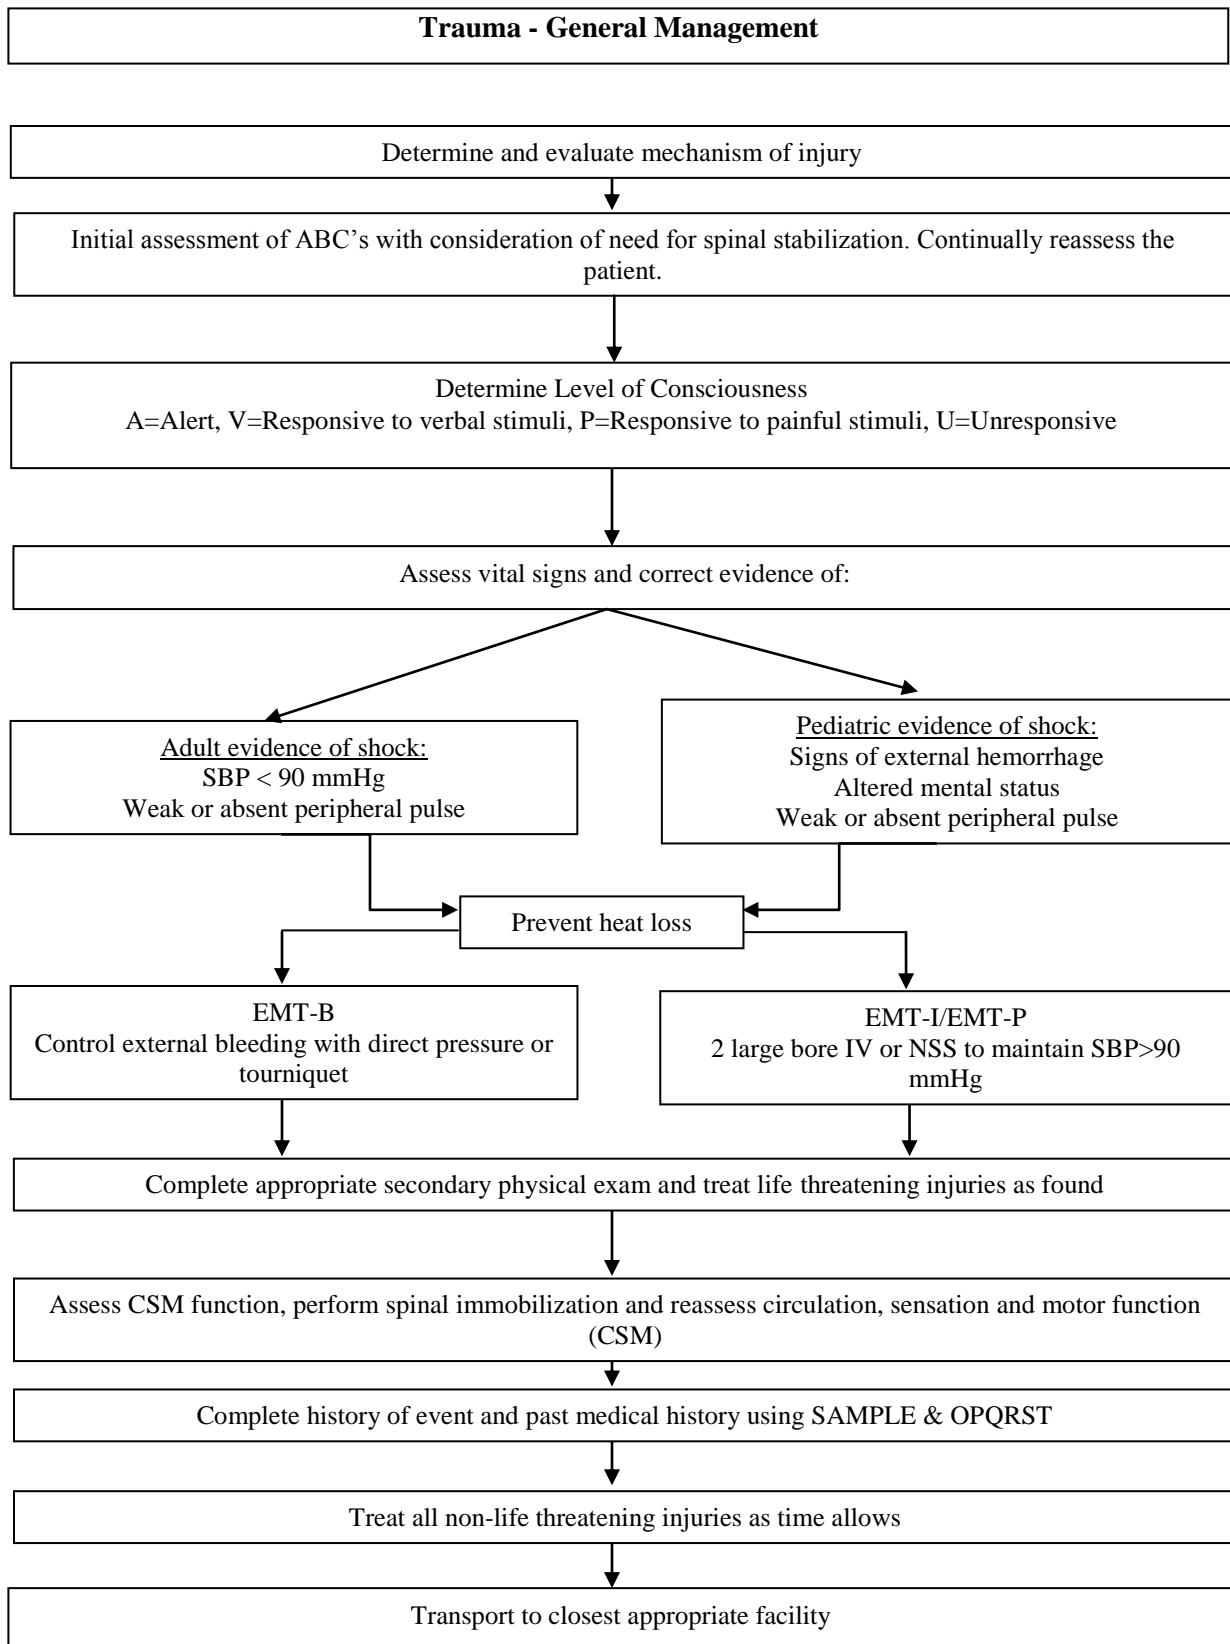 Trauma - General Management
Determine and evaluate mechanism of injury
Initial assessment of ABC’s with consideration of need for spinal stabilization. Continually reassess the
patient.
Determine Level of Consciousness
A=Alert, V=Responsive to verbal stimuli, P=Responsive to painful stimuli, U=Unresponsive
Assess vital signs and correct evidence of:
Adult evidence of shock:
SBP < 90 mmHg
Weak or absent peripheral pulse
Pediatric evidence of shock:
Signs of external hemorrhage
Altered mental status
Weak or absent peripheral pulse
Prevent heat loss
EMT-B
Control external bleeding with direct pressure or
tourniquet
EMT-I/EMT-P
2 large bore IV or NSS to maintain SBP>90
mmHg
Complete appropriate secondary physical exam and treat life threatening injuries as found
Assess CSM function, perform spinal immobilization and reassess circulation, sensation and motor function
(CSM)
Complete history of event and past medical history using SAMPLE & OPQRST
Treat all non-life threatening injuries as time allows
Transport to closest appropriate facility